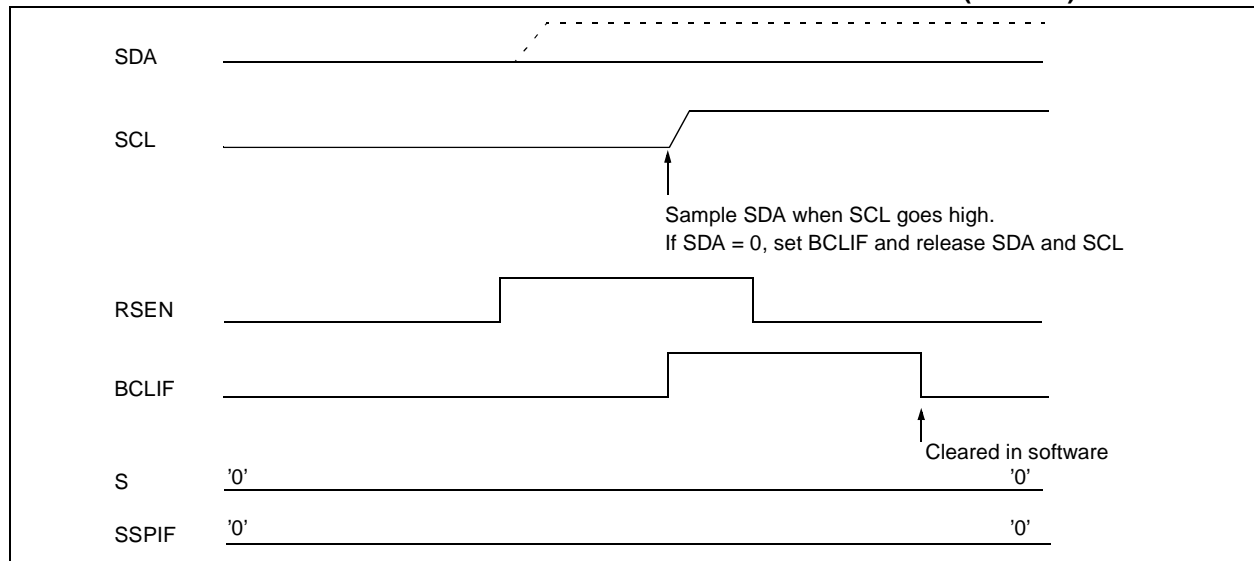 SDA
SCL
Sample SDA when SCL goes high.
If SDA = 0, set BCLIF and release SDA and SCL
RSEN
BCLIF
Cleared in software
S '0' '0'
SSPIF '0' '0'